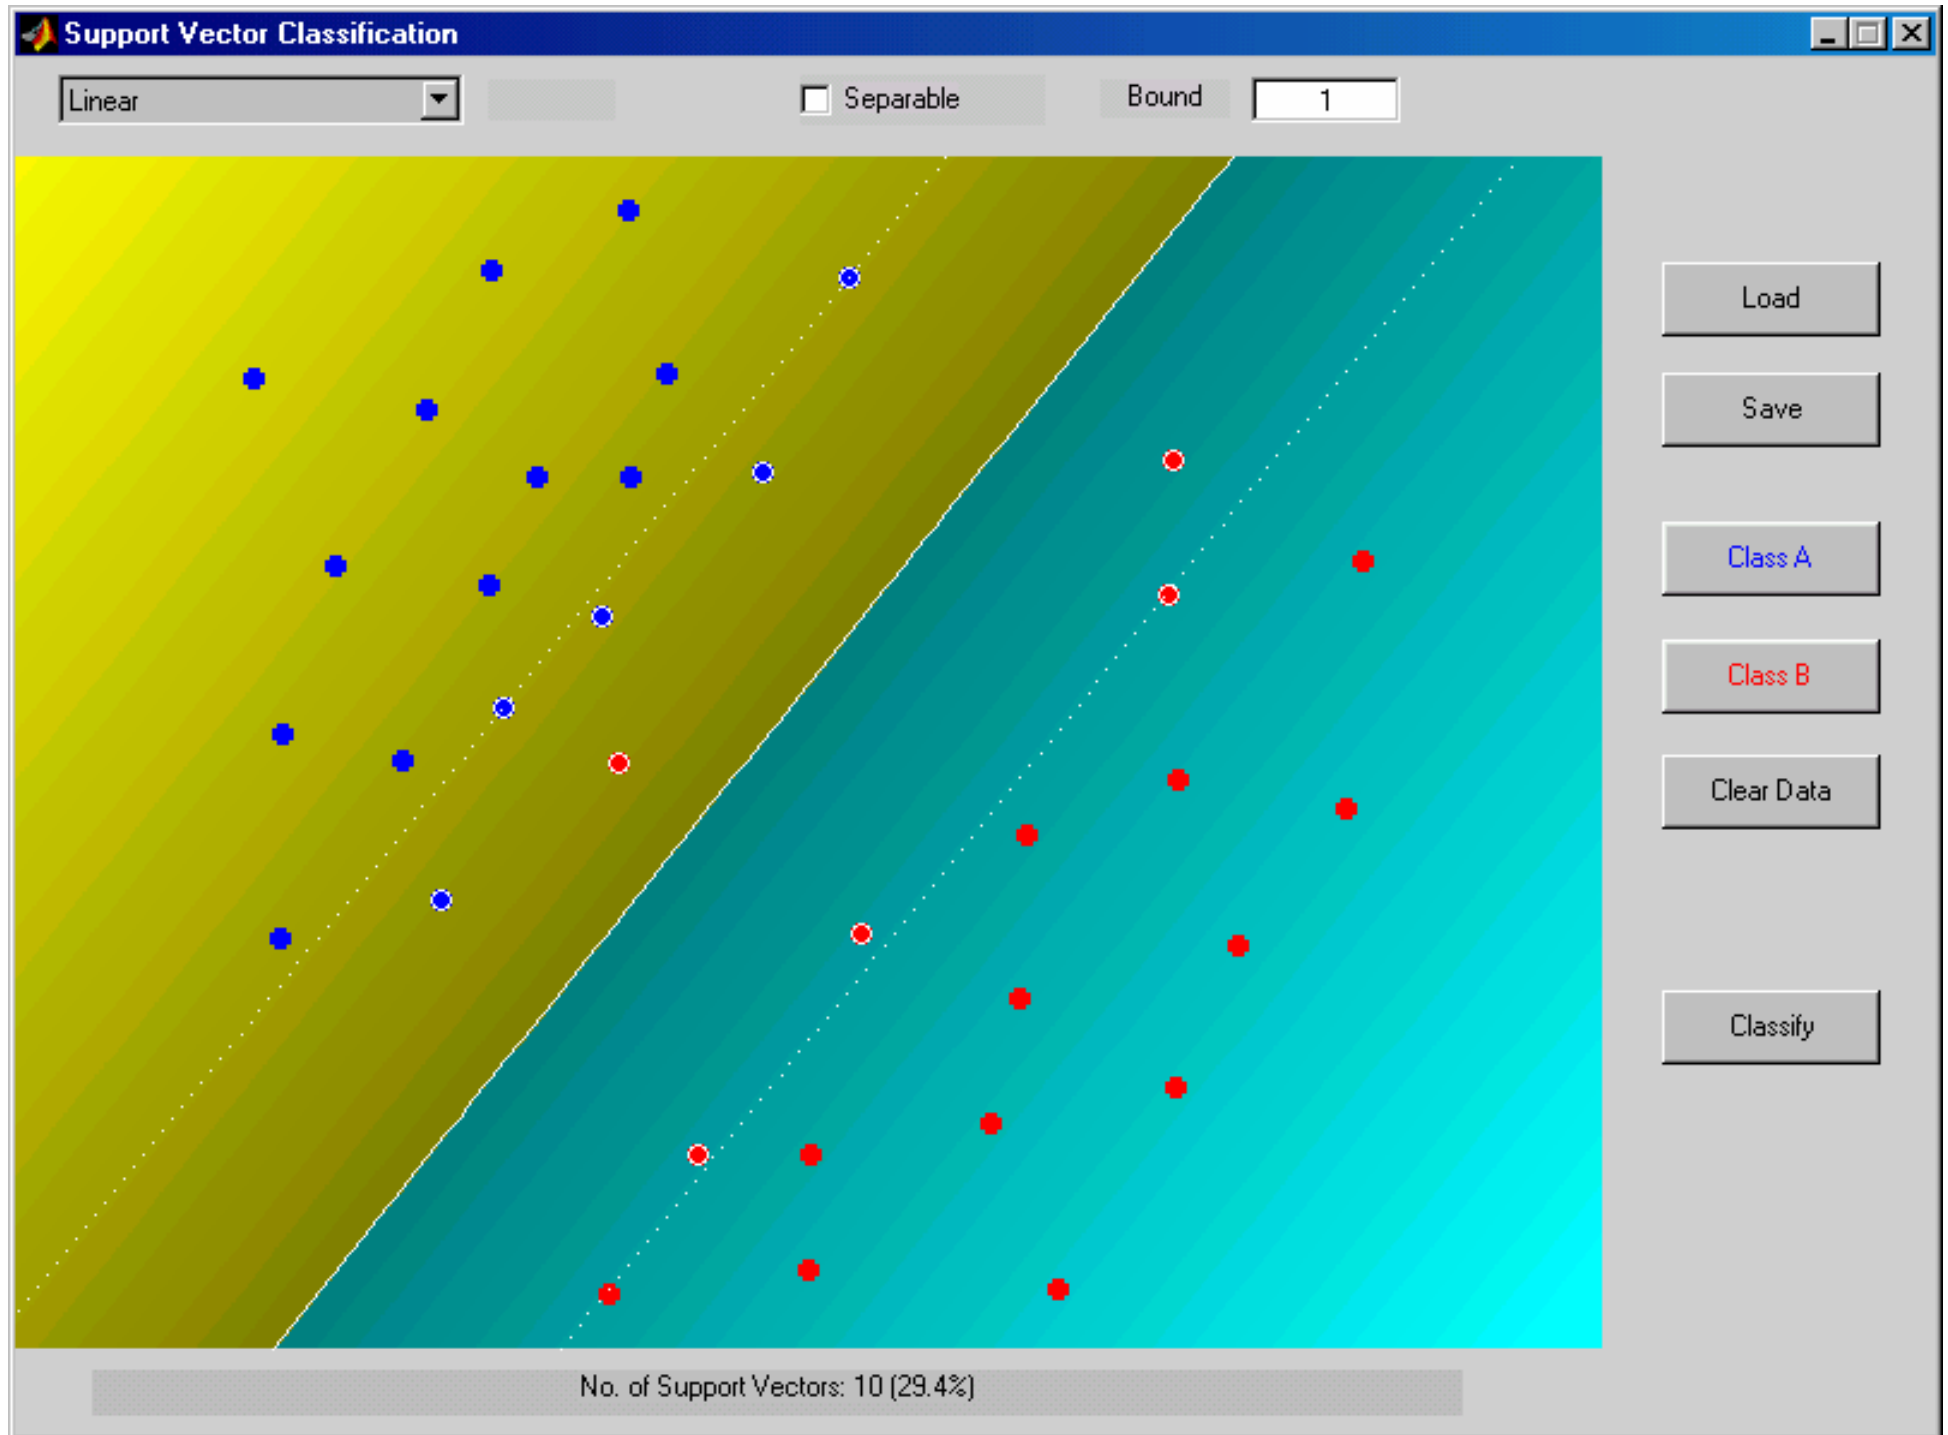 Support Vector Classification
Linear
Separable
Bound
1
Load
Save
Class A
Class B
Clear Data
Classify
No. of Support Vectors: 10 (29.4%)